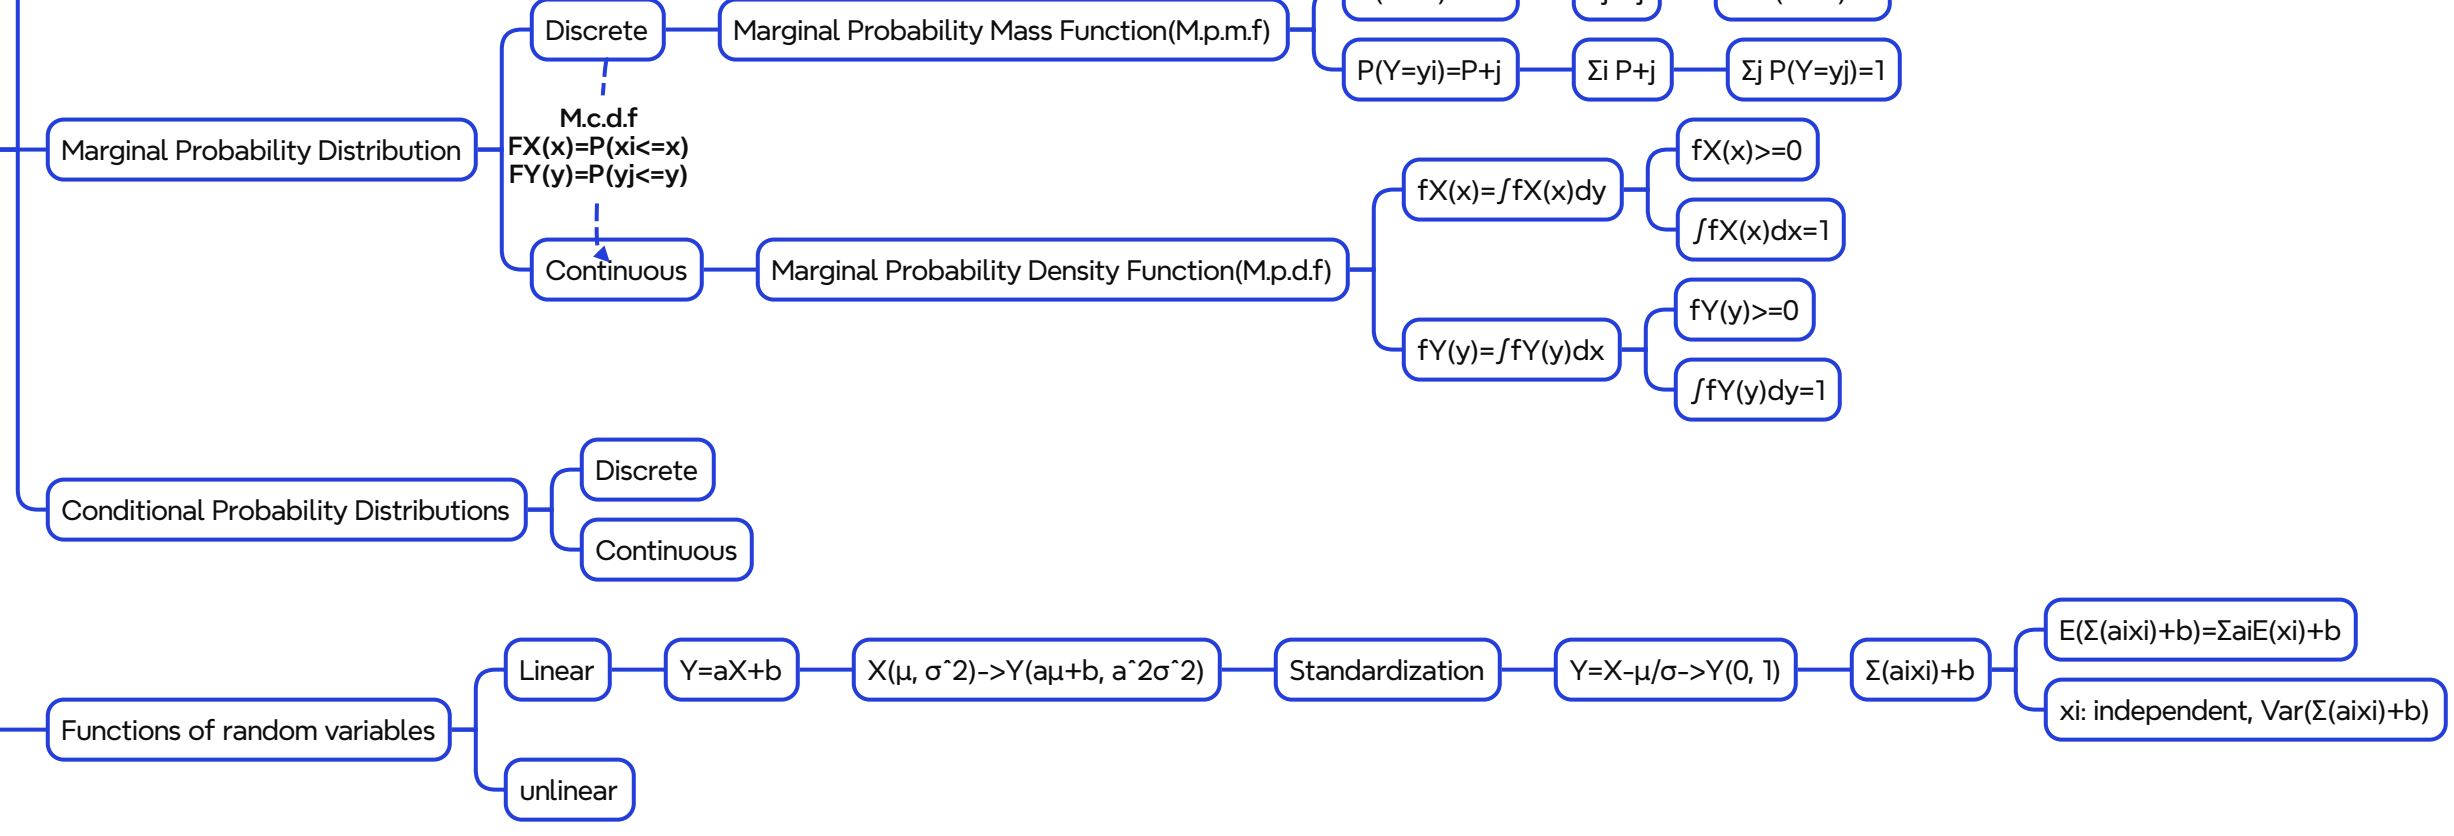 Discrete
Marginal Probability Mass Function(M.p.m.f)
P(Y=yi)=P+j
Σi P+j
Σj P(Y=yj)=1
M.c.d.f
FX(x)=P(xi<=x)
FY(y)=P(yj<=y)
Marginal Probability Distribution
fX(x)>=0
fX(x)=∫fX(x)dy
∫fX(x)dx=1
Continuous
Marginal Probability Density Function(M.p.d.f)
fY(y)>=0
fY(y)=∫fY(y)dx
∫fY(y)dy=1
Discrete
Conditional Probability Distributions
Continuous
E(Σ(aixi)+b)=ΣaiE(xi)+b
Linear
Y=aX+b
X(μ, σ^2)->Y(aμ+b, a^2σ^2)
Standardization
Y=X-μ/σ->Y(0, 1)
Σ(aixi)+b
xi: independent, Var(Σ(aixi)+b)
Functions of random variables
unlinear